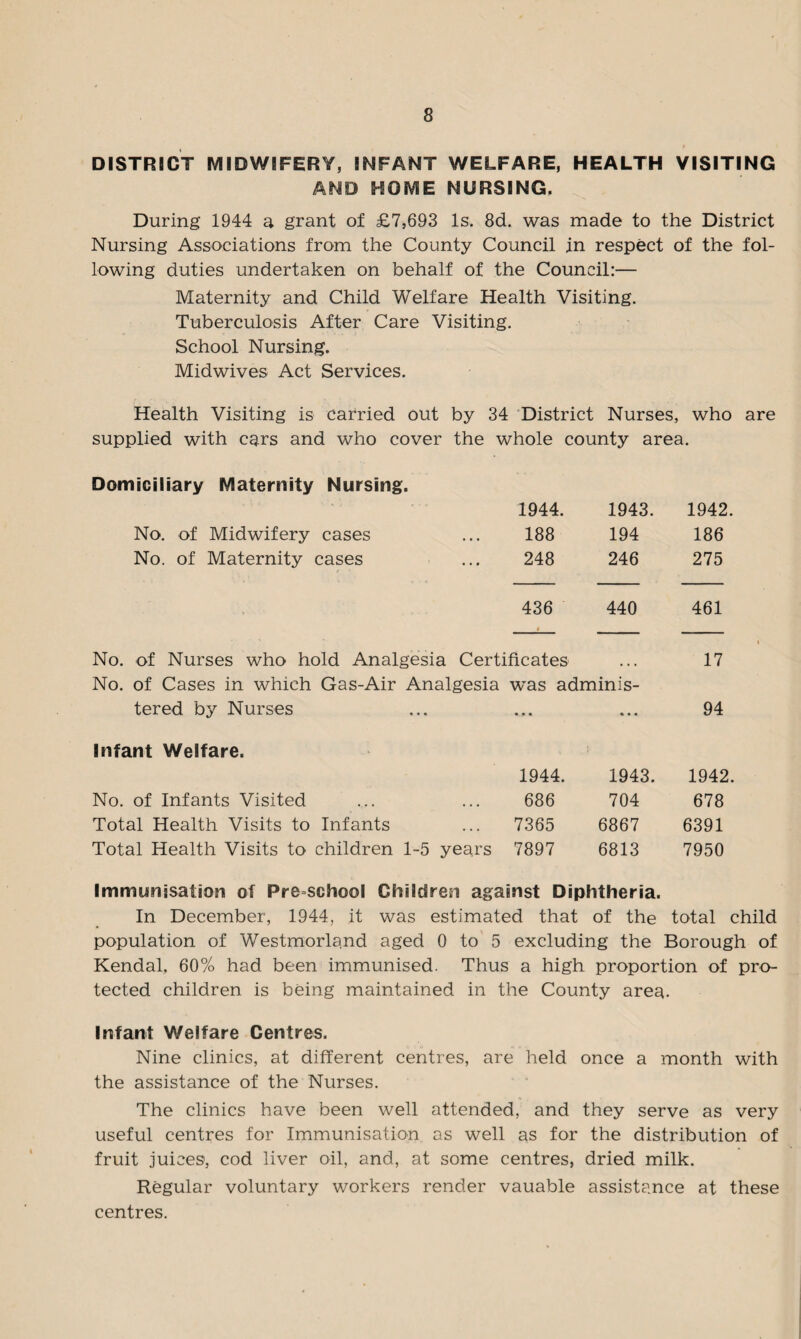 8
DISTRICT MIDWIFERY, INFANT WELFARE, HEALTH VISITING
AND HOME NURSING.
During 1944 a grant of £7,693 1s. 8d. was made to the District
Nursing Associations from the County Council in respect of the fol-
lowing duties undertaken on behalf of the Council:—
Maternity and Child Welfare Health Visiting.
Tuberculosis After Care Visiting.
School Nursing.
Midwives Act Services.
Health Visiting is carried out by 34 District Nurses, who are
supplied with cars and who cover the whole county area.
Domiciliary Maternity Nursing.
1944. 1943. 1942.
No. of Midwifery cases ... 188 194 186
No. of Maternity cases ... 248 246 275
436 440 461
No. of Nurses who hold Analgesia Certificates ... 17
No. of Cases in which Gas-Air Analgesia was adminis-
tered by Nurses ... ... ... 94
Infant Welfare.
1944. 1943. 1942.
No. of Infants Visited ... ... 686 704 678
Total Health Visits to Infants ... 7365 6867 6391
Total Health Visits to children 1-5 years 7897 6813 7950
Immunisation of Pre-school Children against Diphtheria.
In December, 1944, it was estimated that of the total child
population of Westmorland aged 0 to 5 excluding the Borough of
Kendal, 60% had been immunised. Thus a high proportion of pro-
tected children is being maintained in the County area.
Infant Welfare Centres.
Nine clinics, at different centres, are held once a month with
the assistance of the Nurses.
The clinics have been well attended, and they serve as very
useful centres for Immunisation as well as for the distribution of
fruit juices, cod liver oil, and, at some centres, dried milk.
Regular voluntary workers render vauable assistance at these
centres.